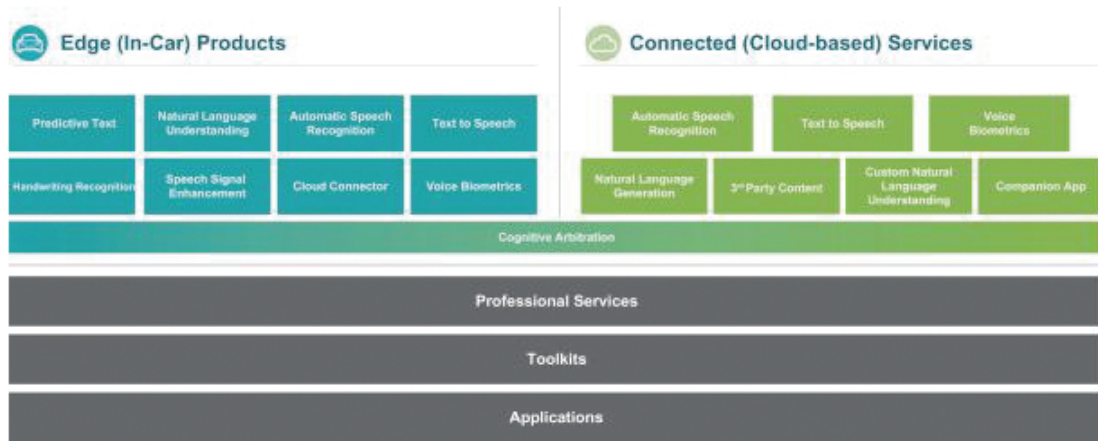 Edge (In-Car) Products
Connected (Cloud-based) Services
Predictive Text
Natural Language
Understanding
Automatic Speech
Recognition
Text to Speech
Handwriting Recognition
Speech Signal
Enhancement
Cloud Connector
Voice Biometrics
Automatic Speech
Recognition
Text to Speech
Voice
Biometrics
Natural Language
Generation
3rd Party Content
Custom Natural
Language
Understanding
Companion App
Cognitive Arbitration
Professional Services
Toolkits
Applications